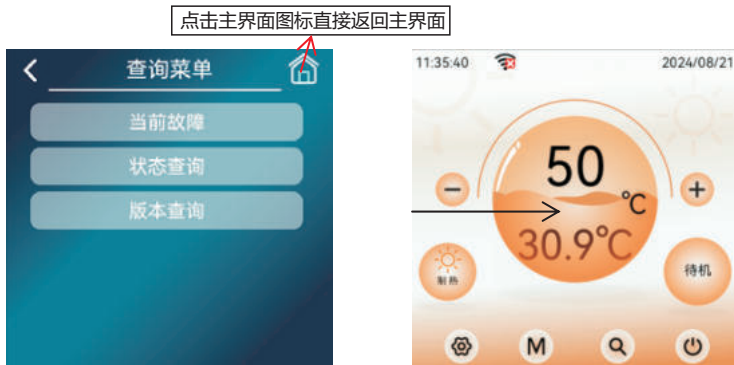 点击主界面图标直接返回主界面
查询菜单
当前故障
状态查询
版本查询
11:35:40
2024/08/21
50
℃
30.9℃
制热
待机
M